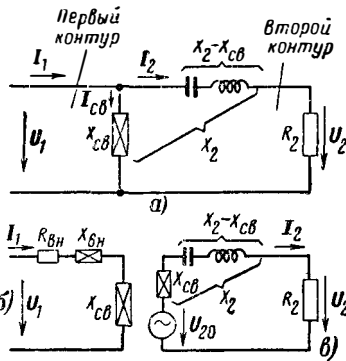 Первый
контур
Второй
контур
I₁
I₂
x₂-xсв
Iсв
U₁
xсв
x₂
R₂
U₂
а)
I₁
Rвн
xвн
б)
U₁
xсв
x₂-xсв
I₂
xсв
x₂
U₂₀
R₂
U₂
в)